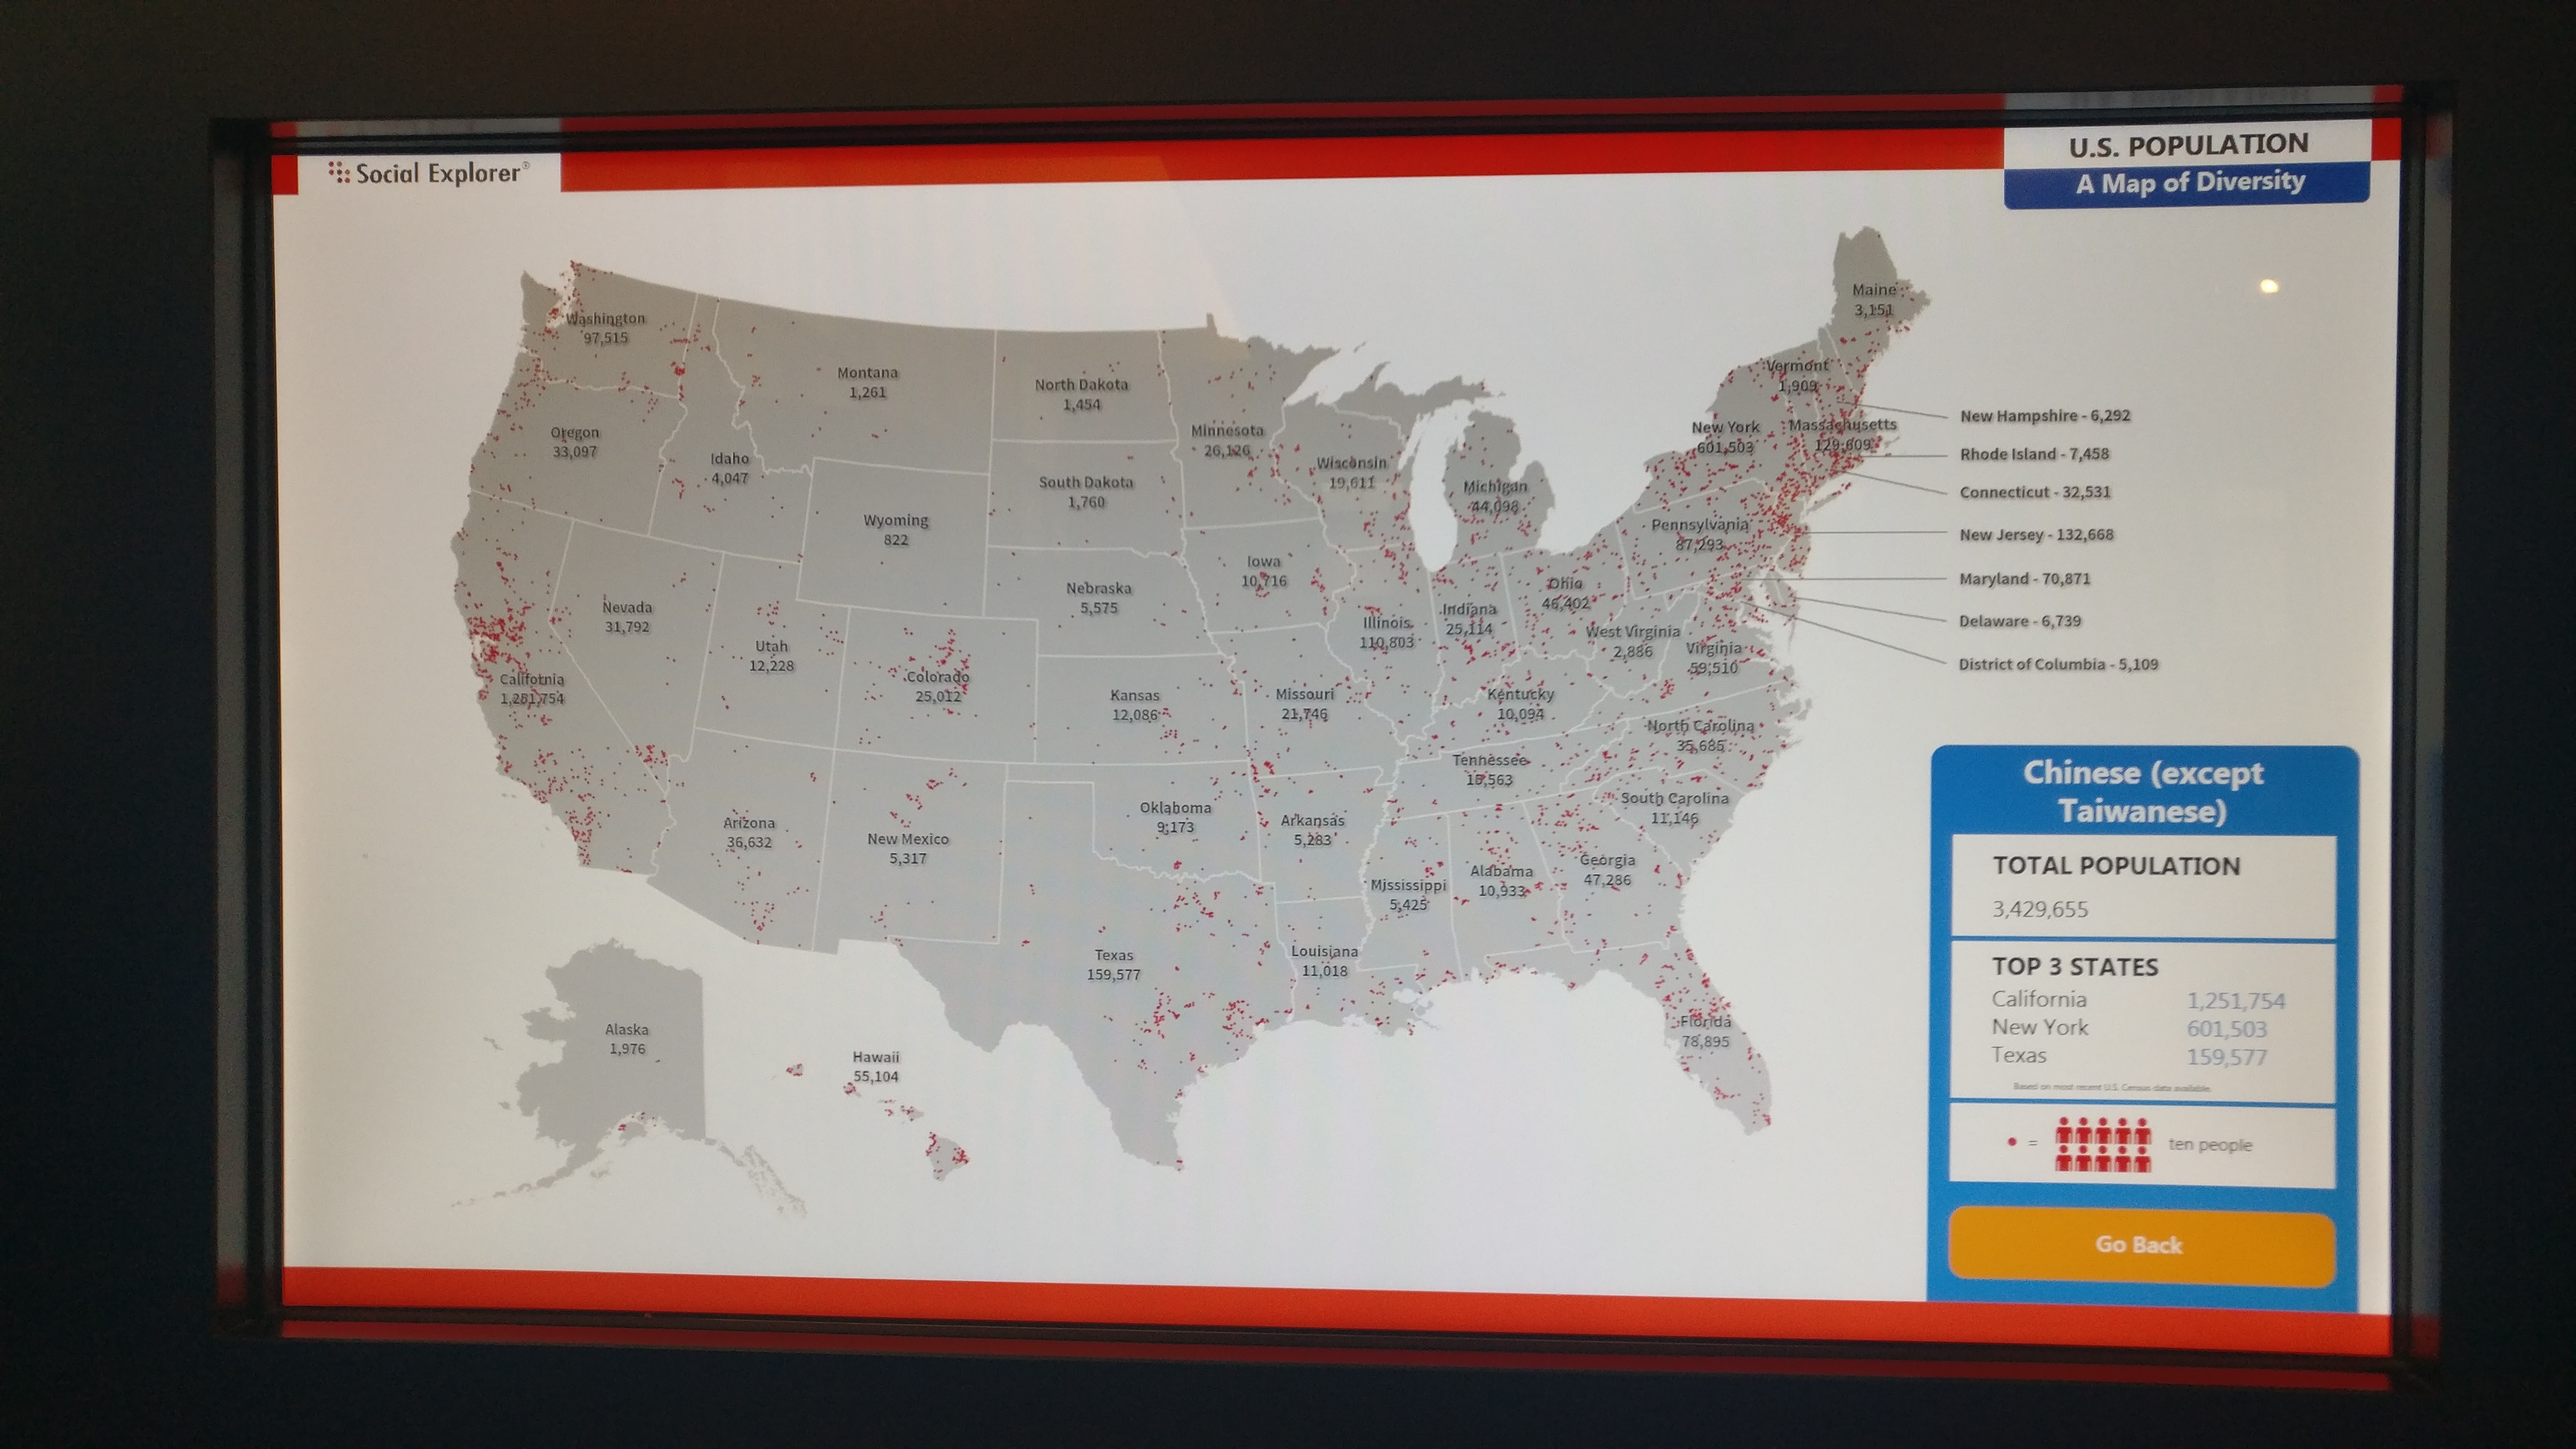 Social Explorer®
U.S. POPULATION
A Map of Diversity
Washington
97,515
Oregon
33,097
Idaho
4,047
Montana
1,261
North Dakota
1,454
South Dakota
1,760
Wyoming
822
Nebraska
5,575
Minnesota
26,126
Wisconsin
19,611
Michigan
44,098
Iowa
10,716
Illinois
110,803
Indiana
25,114
Ohio
46,402
Pennsylvania
87,293
New York
601,503
Vermont
1,909
Maine
3,151
Massachusetts
129,609
New Hampshire - 6,292
Rhode Island - 7,458
Connecticut - 32,531
New Jersey - 132,668
Maryland - 70,871
Delaware - 6,739
District of Columbia - 5,109
Nevada
31,792
Utah
12,228
Colorado
25,012
California
1,251,754
Kansas
12,086
Missouri
21,746
Kentucky
10,094
West Virginia
2,886
Virginia
59,510
North Carolina
35,685
Tennessee
15,563
South Carolina
11,146
Arizona
36,632
New Mexico
5,317
Oklahoma
9,173
Arkansas
5,283
Mississippi
5,425
Alabama
10,933
Georgia
47,286
Texas
159,577
Louisiana
11,018
Florida
78,895
Alaska
1,976
Hawaii
55,104
Chinese (except
Taiwanese)
TOTAL POPULATION
3,429,655
TOP 3 STATES
California 1,251,754
New York 601,503
Texas 159,577
Based on most recent U.S. Census data available.
= ten people
Go Back